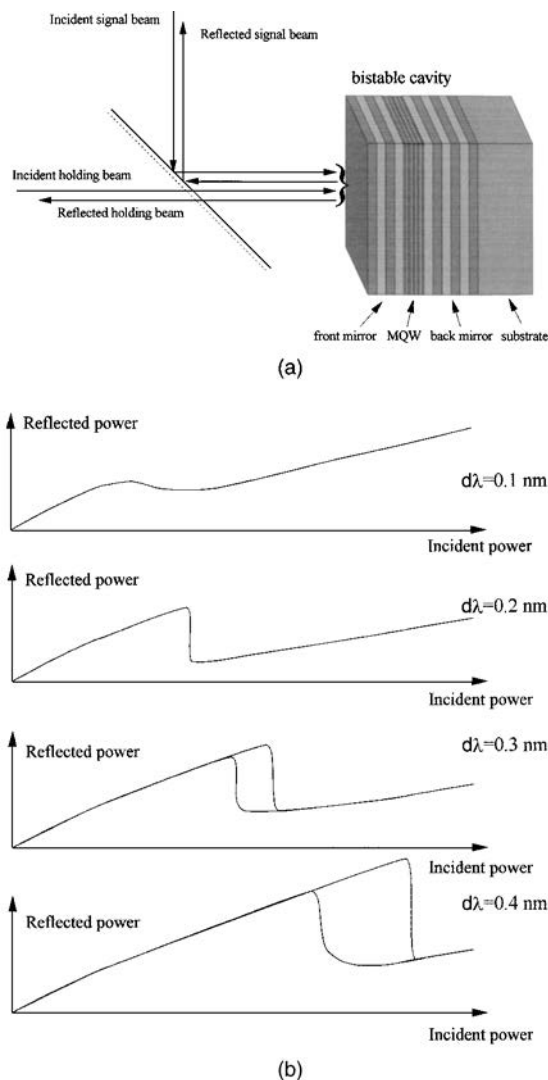 Incident signal beam
Reflected signal beam
bistable cavity
Incident holding beam
Reflected holding beam
front mirror
MQW
back mirror
substrate
(a)
Reflected power
dλ=0.1 nm
Incident power
Reflected power
dλ=0.2 nm
Incident power
Reflected power
dλ=0.3 nm
Incident power
Reflected power
dλ=0.4 nm
Incident power
(b)